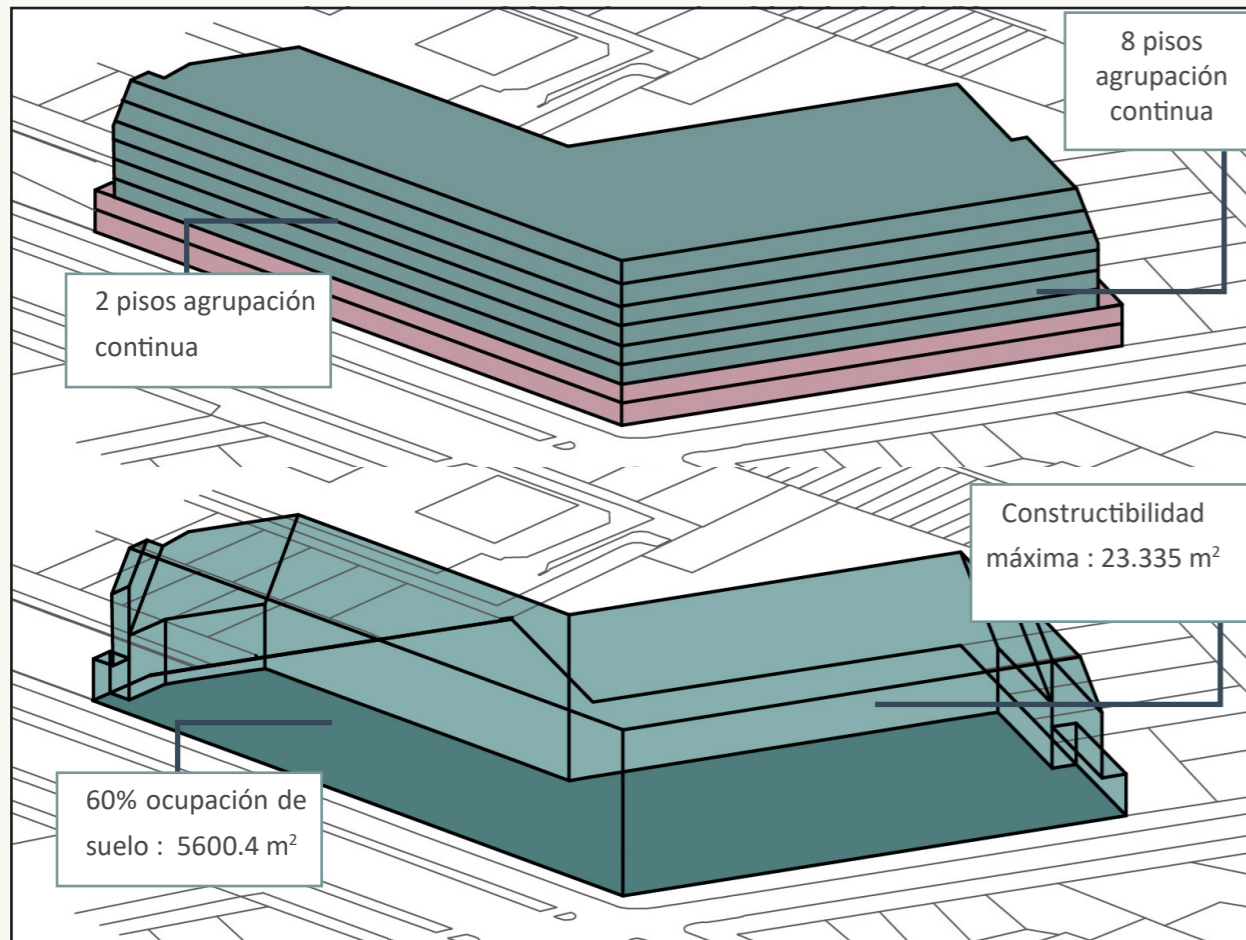 8 pisos
agrupación
continua
2 pisos agrupación
continua
Constructibilidad
máxima : 23.335 m²
60% ocupación de
suelo : 5600.4 m²